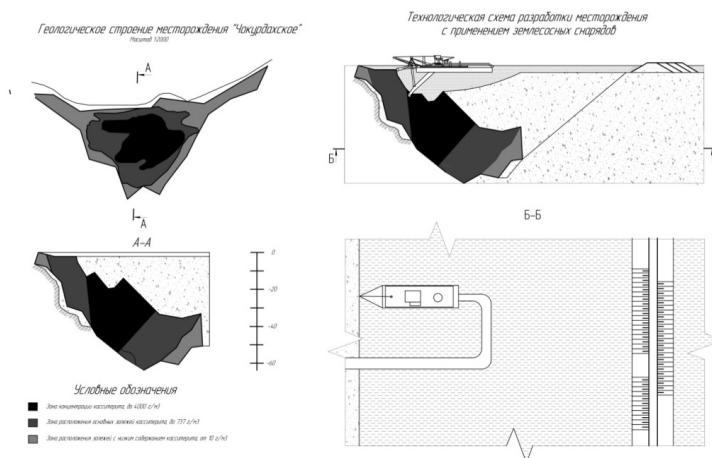 Геологическое строение месторождения "Чокурдахское"
Масштаб 1:2000
А
А
А-А
0
-20
-40
-60
Условные обозначения
Зона концентрации касситерита, до 4000 г/м3
Зона расположения основных залежей касситерита, до 737 г/м3
Зона расположения залежей с низким содержанием касситерита, от 10 г/м3
Технологическая схема разработки месторождения
с применением землесосных снарядов
Б
Б-Б